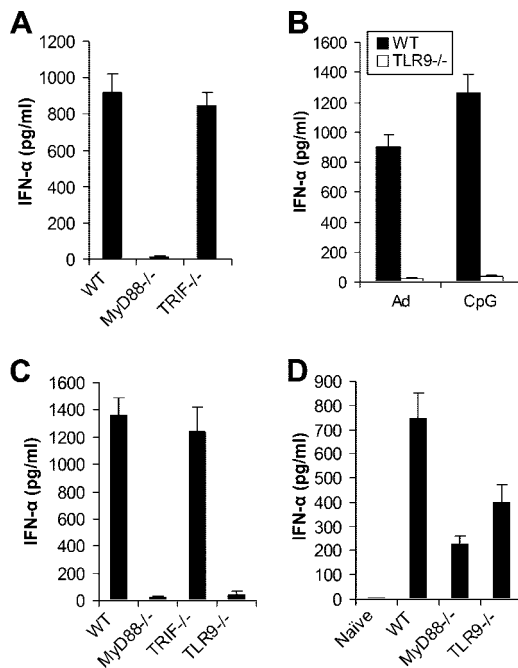 A
IFN-α (pg/ml)
1200
1000
800
600
400
200
0
WT
MyD88-/-
TRIF-/-
B
IFN-α (pg/ml)
1600
1400
1200
1000
800
600
400
200
0
WT
TLR9-/-
Ad
CpG
C
IFN-α (pg/ml)
1600
1400
1200
1000
800
600
400
200
0
WT
MyD88-/-
TRIF-/-
TLR9-/-
D
IFN-α (pg/ml)
900
800
700
600
500
400
300
200
100
0
Naïve
WT
MyD88-/-
TLR9-/-